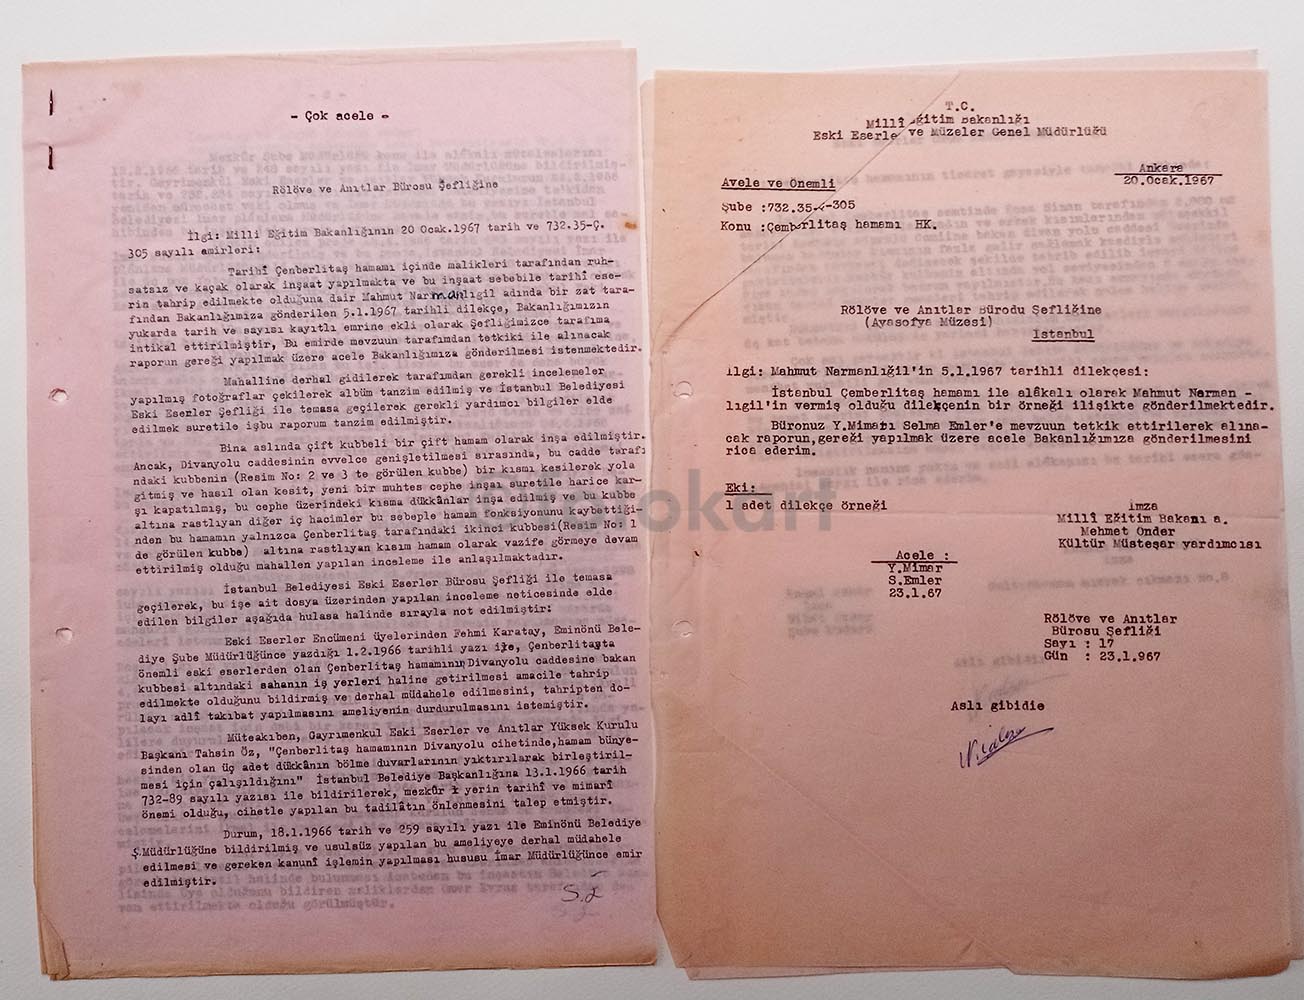 - Çok acele -
Rölöve ve Anıtlar Bürosu Şefliğine
İlgi: Milli Eğitim Bakanlığının 20 Ocak.1967 tarih ve 732.35-Ç.
305 sayılı amirleri:
Tarihî Çenberlitaş hamamı içinde malikleri tarafından ruh-
satsız ve kaçak olarak inşaat yapılmakta ve bu inşaat sebebile tarihî ese-
rin tahrip edilmekte olduğuna dair Mahmut Narmanlıgil adında bir zat tara-
fından Bakanlığımıza gönderilen 5.1.1967 tarihli dilekçe, Bakanlığımızın
yukarda tarih ve sayısı kayıtlı emrine ekli olarak Şefliğimizce tarafıma
intikal ettirilmiştir, Bu emirde mevzuun tarafımdan tetkiki ile alınacak
raporun gereği yapılmak üzere acele Bakanlığımıza gönderilmesi istenmektedir.
Mahalline derhal gidilerek tarafımdan gerekli incelemeler
yapılmış fotoğraflar çekilerek albüm tanzim edilmiş ve İstanbul Belediyesi
Eski Eserler Şefliği ile temasa geçilerek gerekli yardımcı bilgiler elde
edilmek suretile işbu raporum tanzim edilmiştir.
Bina aslında çift kubbeli bir çift hamam olarak inşa edilmiştir.
Ancak, Divanyolu caddesinin evvelce genişletilmesi sırasında, bu cadde tarafı
ndaki kubbenin (Resim No: 2 ve 3 te görülen kubbe) bir kısmı kesilerek yola
gitmiş ve hasıl olan kesit, yeni bir muhtes cephe inşaı suretile harice kar-
şı kapatılmış, bu cephe üzerindeki kısma dükkânlar inşa edilmiş ve bu kubbe
altına rastlıyan diğer iç hacimler bu sebeple hamam fonksiyonunu kaybettiği-
nden bu hamamın yalnızca Çenberlitaş tarafındaki ikinci kubbesi(Resim No: 1
de görülen kubbe) altına rastlıyan kısım hamam olarak vazife görmeye devam
ettirilmiş olduğu mahallen yapılan inceleme ile anlaşılmaktadır.
İstanbul Belediyesi Eski Eserler Bürosu Şefliği ile temasa
geçilerek, bu işe ait dosya üzerinden yapılan inceleme neticesinde elde
edilen bilgiler aşağıda hulasa halinde sırayla not edilmiştir:
Eski Eserler Encümeni üyelerinden Fehmi Karatay, Eminönü Bele-
diye Şube Müdürlüğünce yazdığı 1.2.1966 tarihli yazı ile, Çenberlitaşta
önemli eski eserlerden olan Çenberlitaş hamamının Divanyolu caddesine bakan
kubbesi altındaki sahanın iş yerleri haline getirilmesi amacile tahrip
edilmekte olduğunu bildirmiş ve derhal müdahele edilmesini, tahripten do-
layı adlî takibat yapılmasını ameliyenin durdurulmasını istemiştir.
Müteakıben, Gayrımenkul Eski Eserler ve Anıtlar Yüksek Kurulu
Başkanı Tahsin Öz, "Çenberlitaş hamamının Divanyolu cihetinde,hamam bünye-
sinden olan üç adet dükkânın bölme duvarlarının yıktırılarak birleştiril-
mesi için çalışıldığını" İstanbul Belediye Başkanlığına 13.1.1966 tarih
732-89 sayılı yazısı ile bildirilerek, mezkûr yerin tarihî ve mimarî
önemi olduğu, cihetle yapılan bu tadilâtın önlenmesini talep etmiştir.
Durum, 18.1.1966 tarih ve 259 sayılı yazı ile Eminönü Belediye
Ş.Müdürlüğüne bildirilmiş ve usulsüz yapılan bu ameliyeye derhal müdahele
edilmesi ve gereken kanunî işlemin yapılması hususu İmar Müdürlüğünce emir
edilmiştir.
T.C.
Millî Eğitim Bakanlığı
Eski Eserle ve Müzeler Genel Müdürlüğü
Ankara
20.Ocak.1967
Avele ve Önemli
Şube :732.35-4-305
Konu :Çemberlitaş hamamı HK.
Rölöve ve Anıtlar Bürodu Şefliğine
(Ayasofya Müzesi)
İstanbul
ilgi: Mahmut Narmanlığil'in 5.1.1967 tarihli dilekçesi:
İstanbul Çemberlitaş hamamı ile alâkalı olarak Mahmut Narman -
lıgil'in vermiş olduğu dilekçenin bir örneği ilişikte gönderilmektedir.
Büronuz Y.Mimatı Selma Emler'e mevzuun tetkik ettirilerek alına-
cak raporun,gereği yapılmak üzere acele Bakanlığımıza gönderilmesini
rica ederim.
Eki:
1 adet dilekçe örneği
İmza
Millî Eğitim Bakanı a.
Mehmet Önder
Kültür Müsteşar yardımcısı
Acele :
Y.Mimar
S.Emler
23.1.67
Rölöve ve Anıtlar
Bürosu Şefliği
Sayı : 17
Gün : 23.1.967
Aslı gibidie